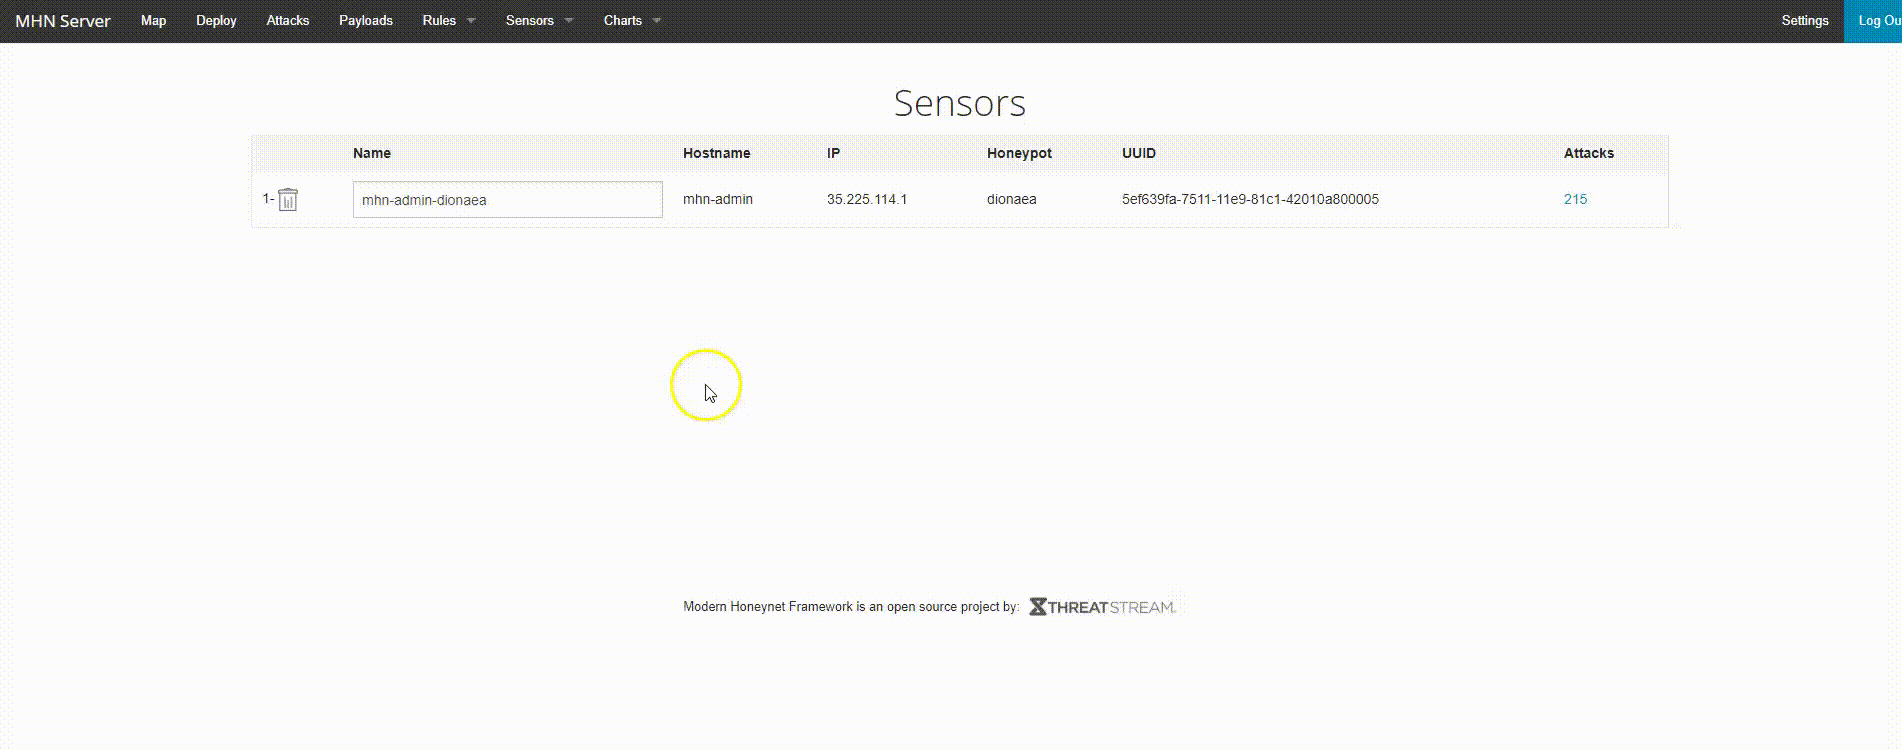 MHN Server Map Deploy Attacks Payloads Rules Sensors Charts Settings Log Ou
Sensors
Name Hostname IP Honeypot UUID Attacks
1- mhn-admin-dionaea mhn-admin 35.225.114.1 dionaea 5ef639fa-7511-11e9-81c1-42010a800005 215
Modern Honeynet Framework is an open source project by: THREATSTREAM